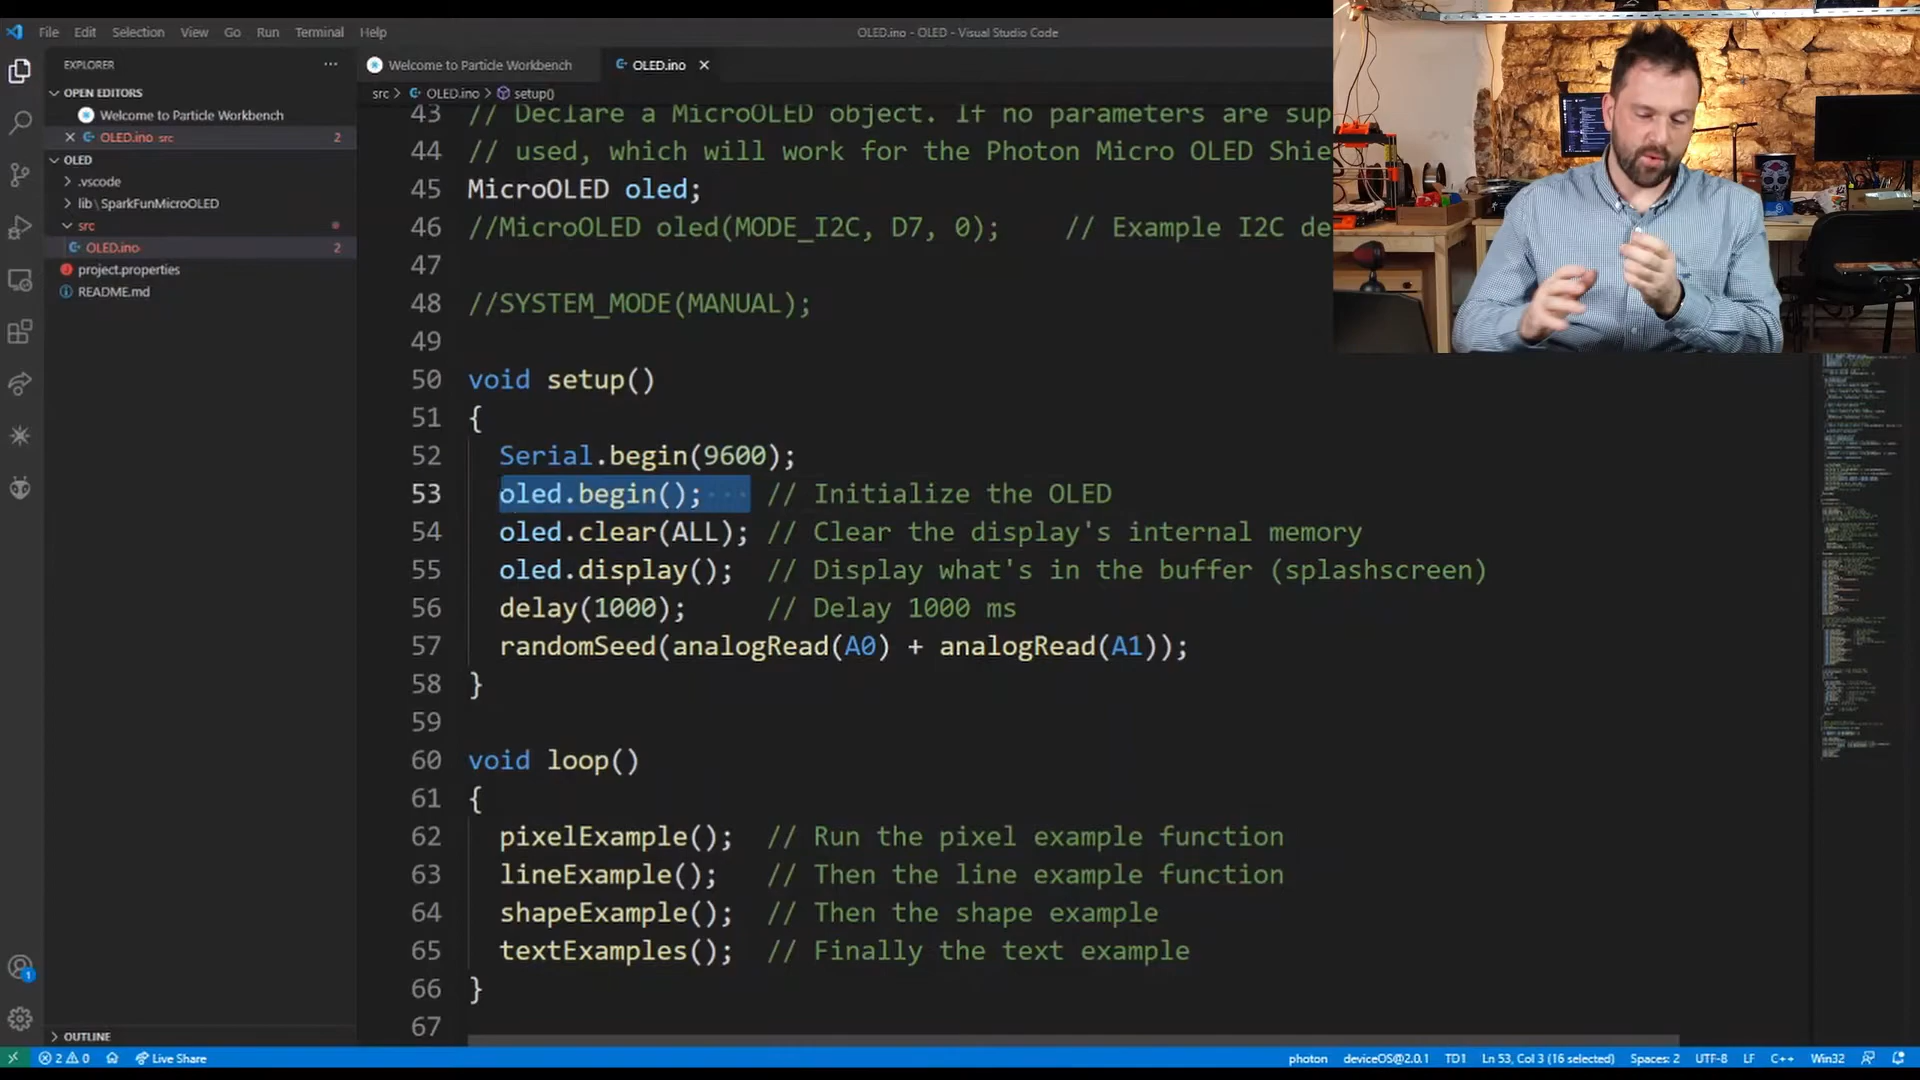 File Edit Selection View Go Run Terminal Help
OLED.ino - OLED - Visual Studio Code
EXPLORER
Welcome to Particle Workbench
OLED.ino
OPEN EDITORS
src > OLED.ino > setup()
Welcome to Particle Workbench
OLED.ino src 2
OLED
.vscode
lib \ SparkFunMicroOLED
src
OLED.ino 2
project.properties
README.md
43 // Declare a MicroOLED object. If no parameters are sup
44 // used, which will work for the Photon Micro OLED Shie
45 MicroOLED oled;
46 //MicroOLED oled(MODE_I2C, D7, 0); // Example I2C de
47
48 //SYSTEM_MODE(MANUAL);
49
50 void setup()
51 {
52 Serial.begin(9600);
53 oled.begin(); // Initialize the OLED
54 oled.clear(ALL); // Clear the display's internal memory
55 oled.display(); // Display what's in the buffer (splashscreen)
56 delay(1000); // Delay 1000 ms
57 randomSeed(analogRead(A0) + analogRead(A1));
58 }
59
60 void loop()
61 {
62 pixelExample(); // Run the pixel example function
63 lineExample(); // Then the line example function
64 shapeExample(); // Then the shape example
65 textExamples(); // Finally the text example
66 }
67
1
OUTLINE
2 0 Live Share
photon deviceOS@2.0.1 TD1 Ln 53, Col 3 (16 selected) Spaces: 2 UTF-8 LF C++ Win32